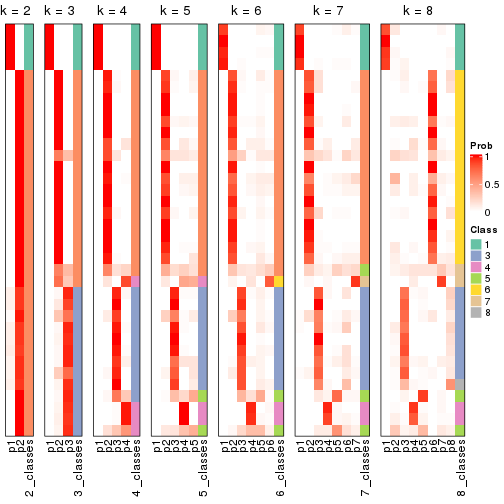 k = 2
k = 3
k = 4
k = 5
k = 6
k = 7
k = 8
Prob
1
0.5
0
Class
1
3
4
5
6
7
8
p1
p2
2_classes
p1
p2
p3
3_classes
p1
p2
p3
p4
4_classes
p1
p2
p3
p4
p5
5_classes
p1
p2
p3
p4
p5
p6
6_classes
p1
p2
p3
p4
p5
p6
p7
7_classes
p1
p2
p3
p4
p5
p6
p7
p8
8_classes